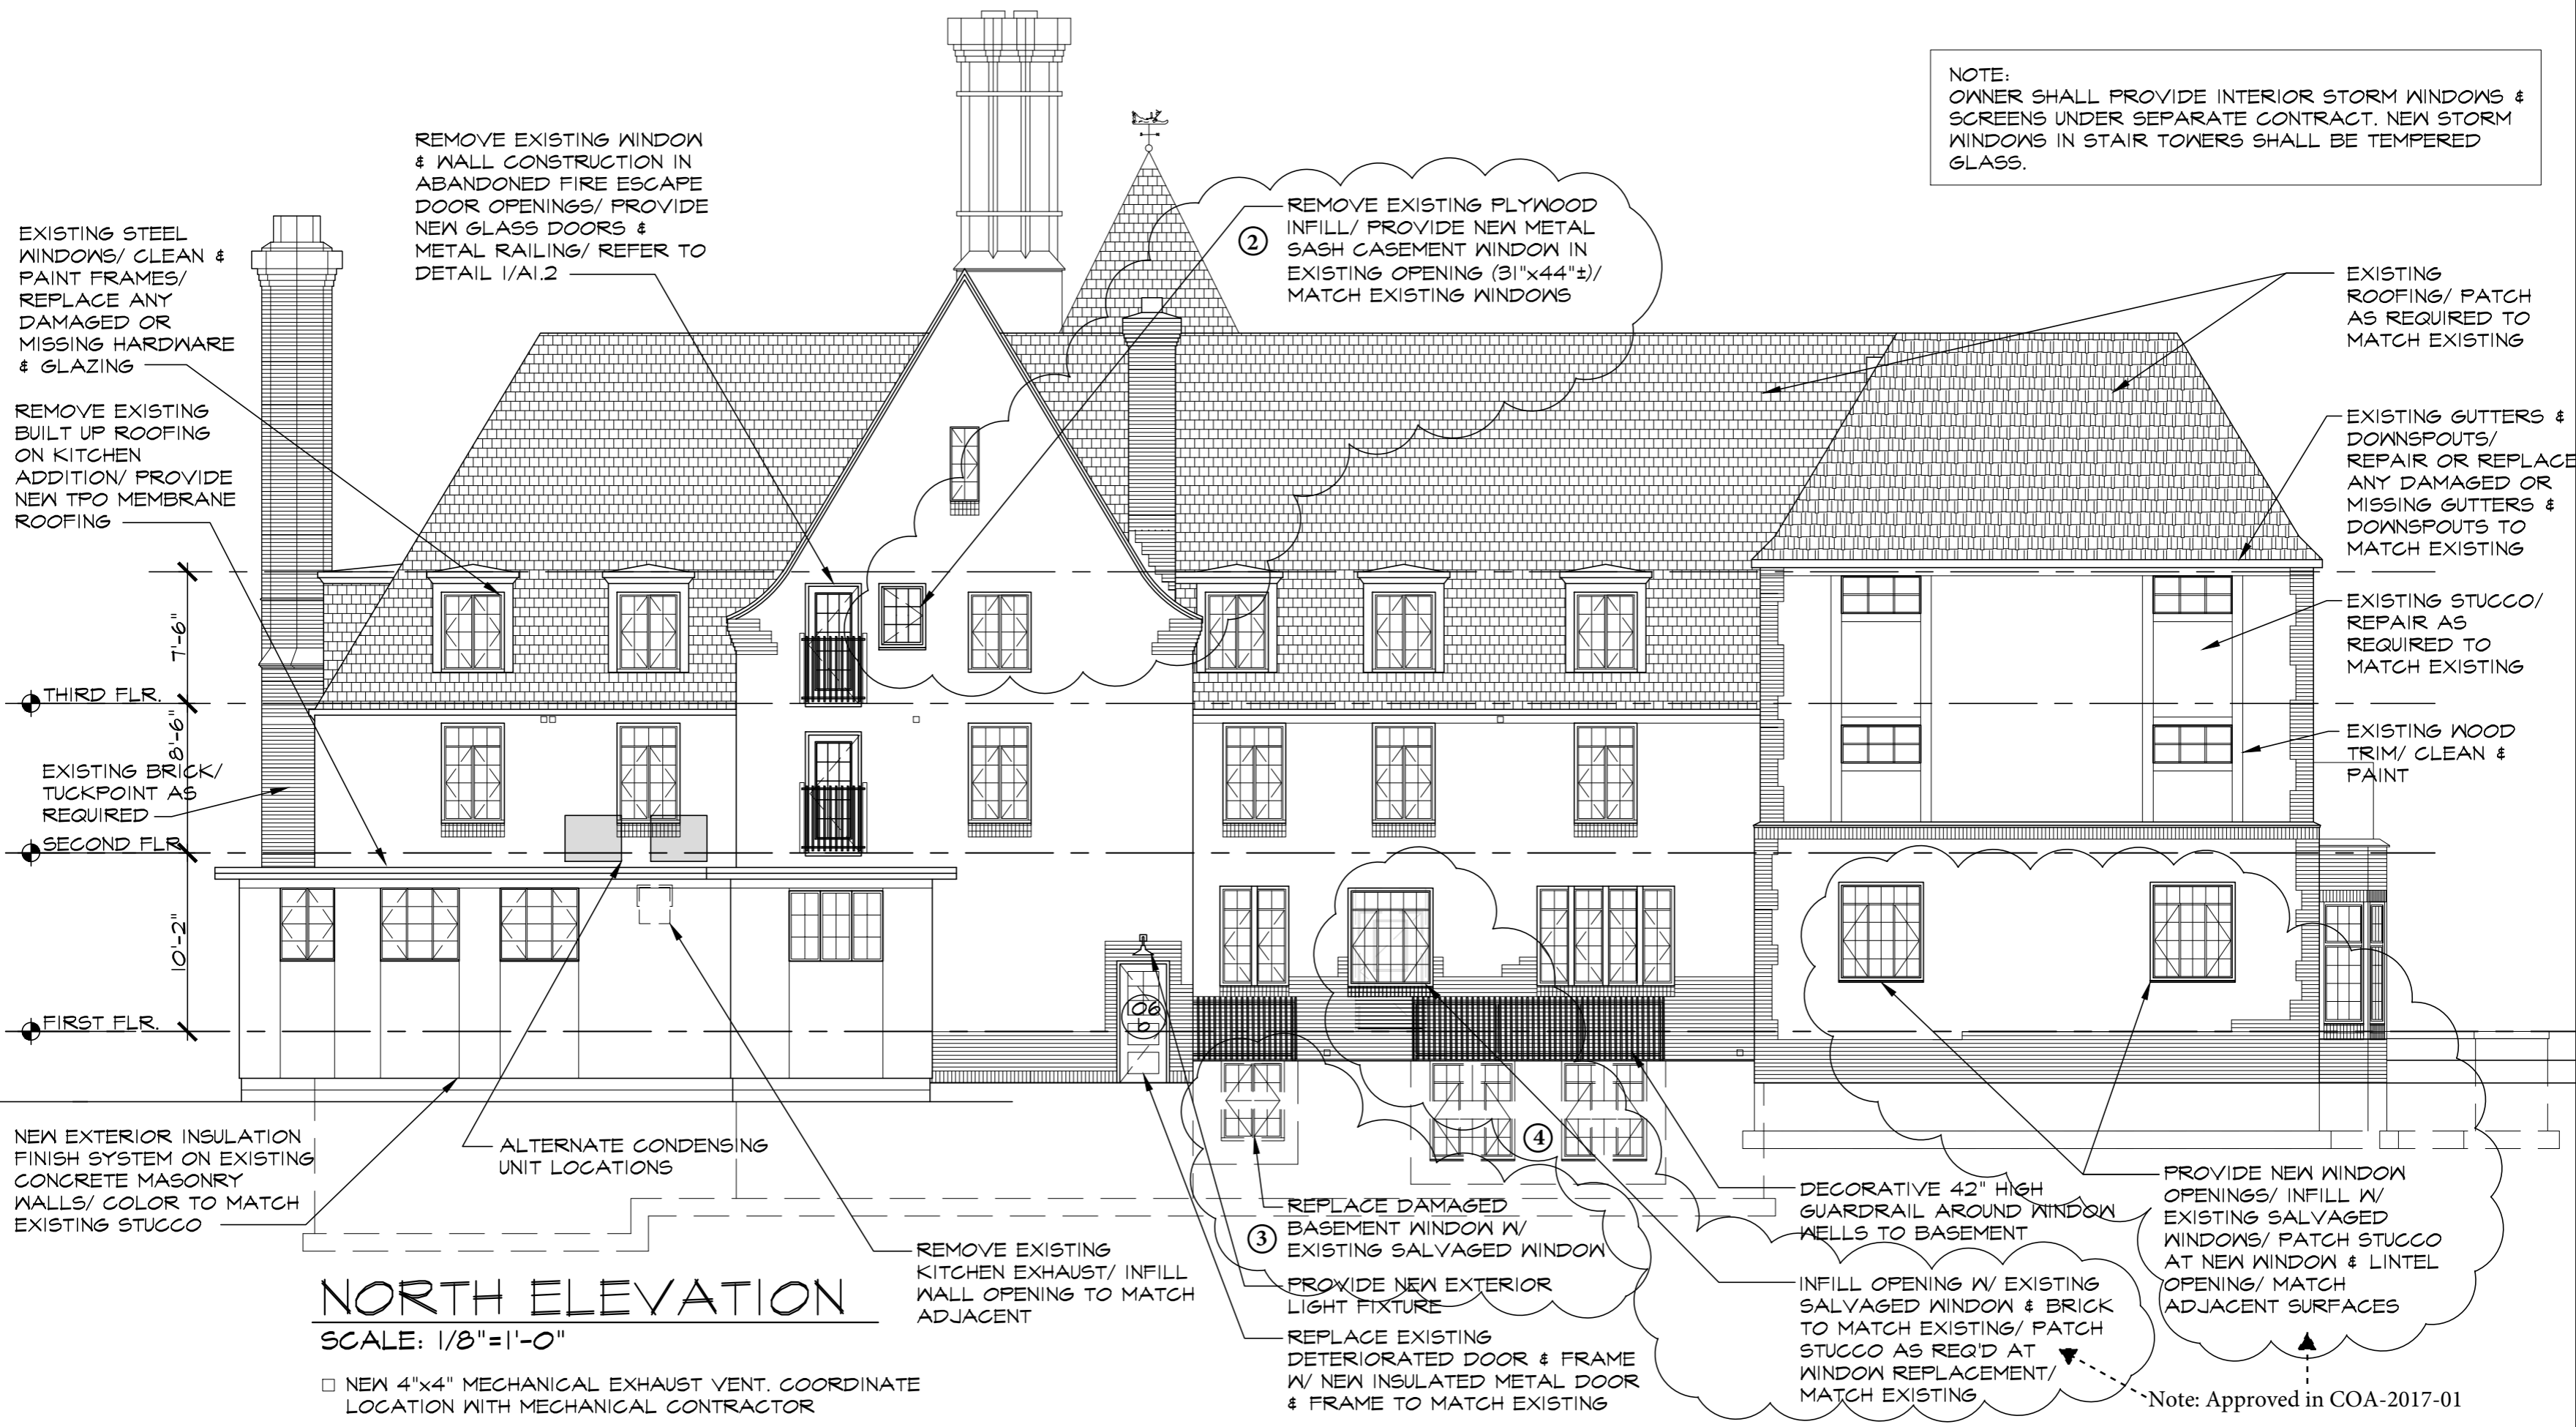 NOTE:
OWNER SHALL PROVIDE INTERIOR STORM WINDOWS &
SCREENS UNDER SEPARATE CONTRACT. NEW STORM
WINDOWS IN STAIR TOWERS SHALL BE TEMPERED
GLASS.
REMOVE EXISTING WINDOW
& WALL CONSTRUCTION IN
ABANDONED FIRE ESCAPE
DOOR OPENINGS/ PROVIDE
NEW GLASS DOORS &
METAL RAILING/ REFER TO
DETAIL 1/A1.2
2
REMOVE EXISTING PLYWOOD
INFILL/ PROVIDE NEW METAL
SASH CASEMENT WINDOW IN
EXISTING OPENING (31"x44"±)/
MATCH EXISTING WINDOWS
EXISTING STEEL
WINDOWS/ CLEAN &
PAINT FRAMES/
REPLACE ANY
DAMAGED OR
MISSING HARDWARE
& GLAZING
REMOVE EXISTING
BUILT UP ROOFING
ON KITCHEN
ADDITION/ PROVIDE
NEW TPO MEMBRANE
ROOFING
EXISTING
ROOFING/ PATCH
AS REQUIRED TO
MATCH EXISTING
EXISTING GUTTERS &
DOWNSPOUTS/
REPAIR OR REPLACE
ANY DAMAGED OR
MISSING GUTTERS &
DOWNSPOUTS TO
MATCH EXISTING
EXISTING STUCCO/
REPAIR AS
REQUIRED TO
MATCH EXISTING
EXISTING WOOD
TRIM/ CLEAN &
PAINT
7'-6"
THIRD FLR.
8'-6"
EXISTING BRICK/
TUCKPOINT AS
REQUIRED
SECOND FLR.
10'-2"
FIRST FLR.
06
b
NEW EXTERIOR INSULATION
FINISH SYSTEM ON EXISTING
CONCRETE MASONRY
WALLS/ COLOR TO MATCH
EXISTING STUCCO
ALTERNATE CONDENSING
UNIT LOCATIONS
REMOVE EXISTING
KITCHEN EXHAUST/ INFILL
WALL OPENING TO MATCH
ADJACENT
4
3
REPLACE DAMAGED
BASEMENT WINDOW W/
EXISTING SALVAGED WINDOW
PROVIDE NEW EXTERIOR
LIGHT FIXTURE
REPLACE EXISTING
DETERIORATED DOOR & FRAME
W/ NEW INSULATED METAL DOOR
& FRAME TO MATCH EXISTING
DECORATIVE 42" HIGH
GUARDRAIL AROUND WINDOW
WELLS TO BASEMENT
INFILL OPENING W/ EXISTING
SALVAGED WINDOW & BRICK
TO MATCH EXISTING/ PATCH
STUCCO AS REQ'D AT
WINDOW REPLACEMENT/
MATCH EXISTING
PROVIDE NEW WINDOW
OPENINGS/ INFILL W/
EXISTING SALVAGED
WINDOWS/ PATCH STUCCO
AT NEW WINDOW & LINTEL
OPENING/ MATCH
ADJACENT SURFACES
Note: Approved in COA-2017-01
NORTH ELEVATION
SCALE: 1/8"=1'-0"
NEW 4"x4" MECHANICAL EXHAUST VENT. COORDINATE
LOCATION WITH MECHANICAL CONTRACTOR